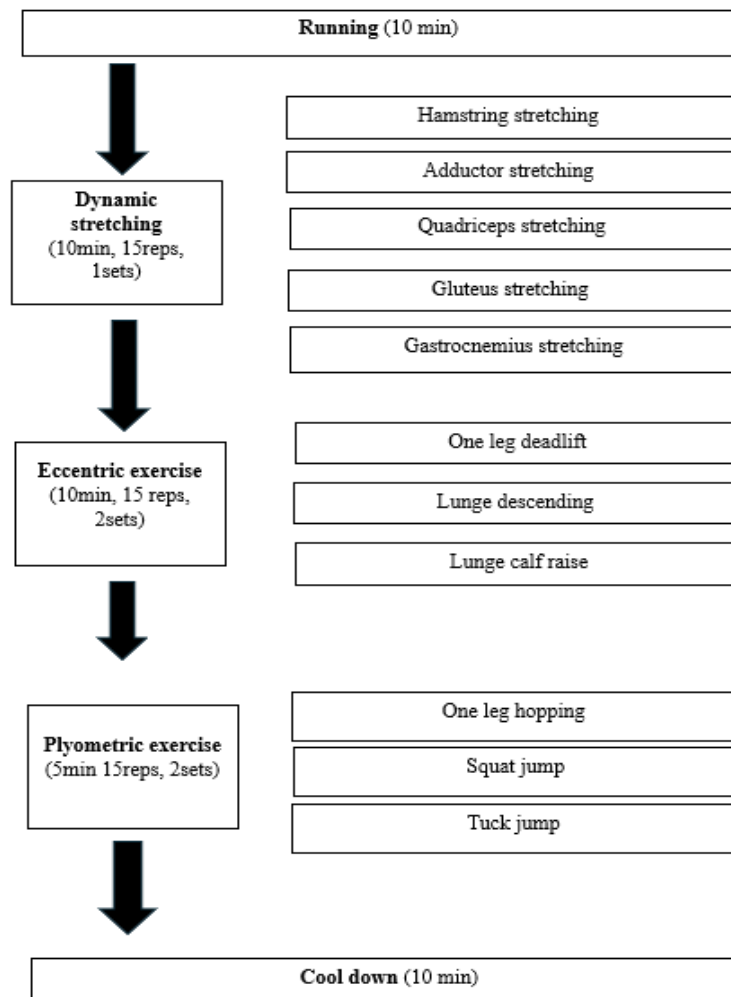 Running (10 min)
Hamstring stretching
Adductor stretching
Dynamic
stretching
(10min, 15reps,
1sets)
Quadriceps stretching
Gluteus stretching
Gastrocnemius stretching
Eccentric exercise
(10min, 15 reps,
2sets)
One leg deadlift
Lunge descending
Lunge calf raise
Plyometric exercise
(5min 15reps, 2sets)
One leg hopping
Squat jump
Tuck jump
Cool down (10 min)